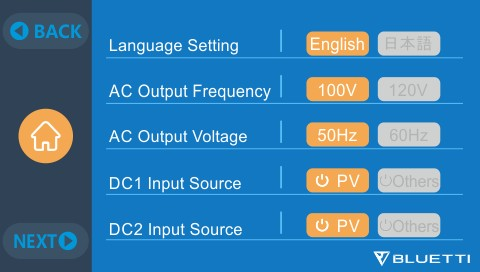 BACK
Language Setting English 日本語
AC Output Frequency 100V 120V
AC Output Voltage 50Hz 60Hz
DC1 Input Source PV Others
DC2 Input Source PV Others
NEXT
BLUETTI